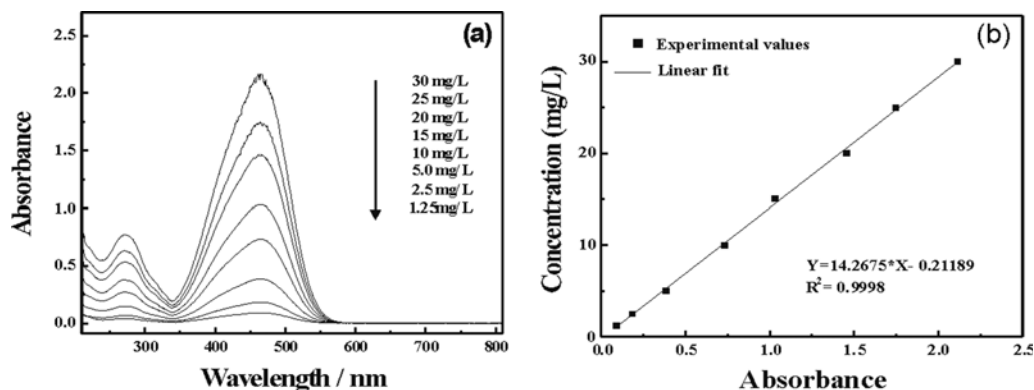 (a)
2.5
2.0
1.5
1.0
0.5
0.0
Absorbance
30 mg/L
25 mg/L
20 mg/L
15 mg/L
10 mg/L
5.0 mg/L
2.5 mg/L
1.25mg/L
300 400 500 600 700 800
Wavelength / nm
(b)
Experimental values
Linear fit
30
20
10
0
Concentration (mg/L)
Y=14.2675*X- 0.21189
R²= 0.9998
0.0 0.5 1.0 1.5 2.0 2.5
Absorbance